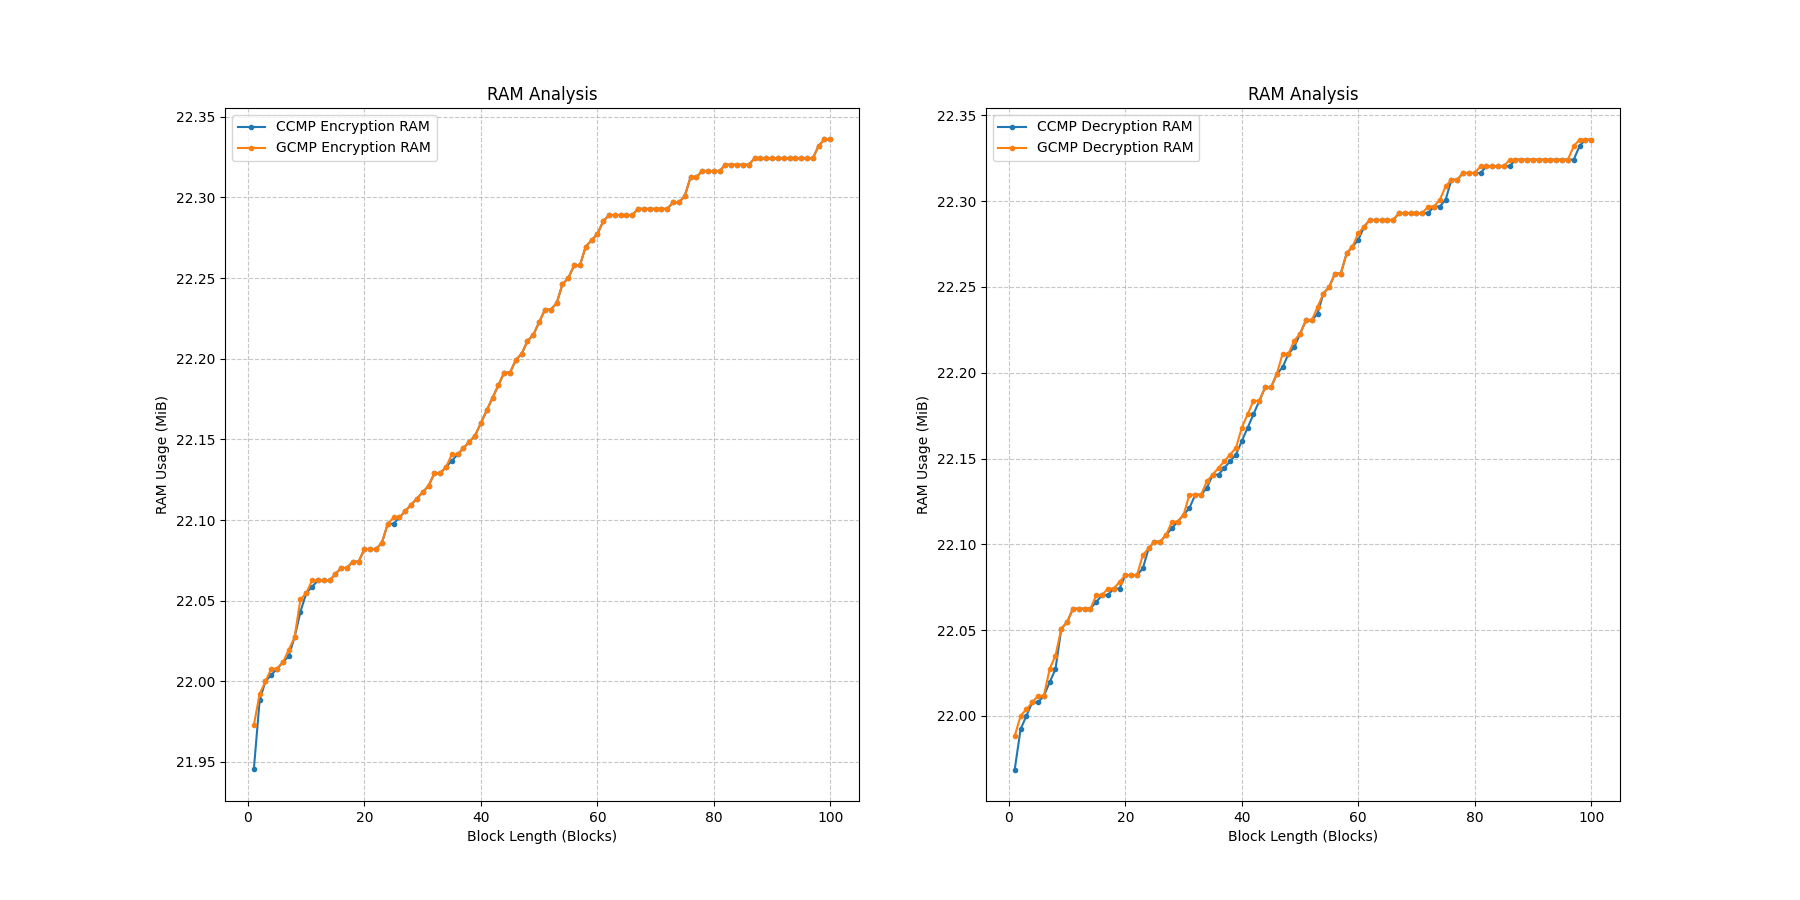 RAM Analysis
22.35
22.30
22.25
22.20
22.15
22.10
22.05
22.00
21.95
RAM Usage (MiB)
CCMP Encryption RAM
GCMP Encryption RAM
0 20 40 60 80 100
Block Length (Blocks)
RAM Analysis
22.35
22.30
22.25
22.20
22.15
22.10
22.05
22.00
RAM Usage (MiB)
CCMP Decryption RAM
GCMP Decryption RAM
0 20 40 60 80 100
Block Length (Blocks)